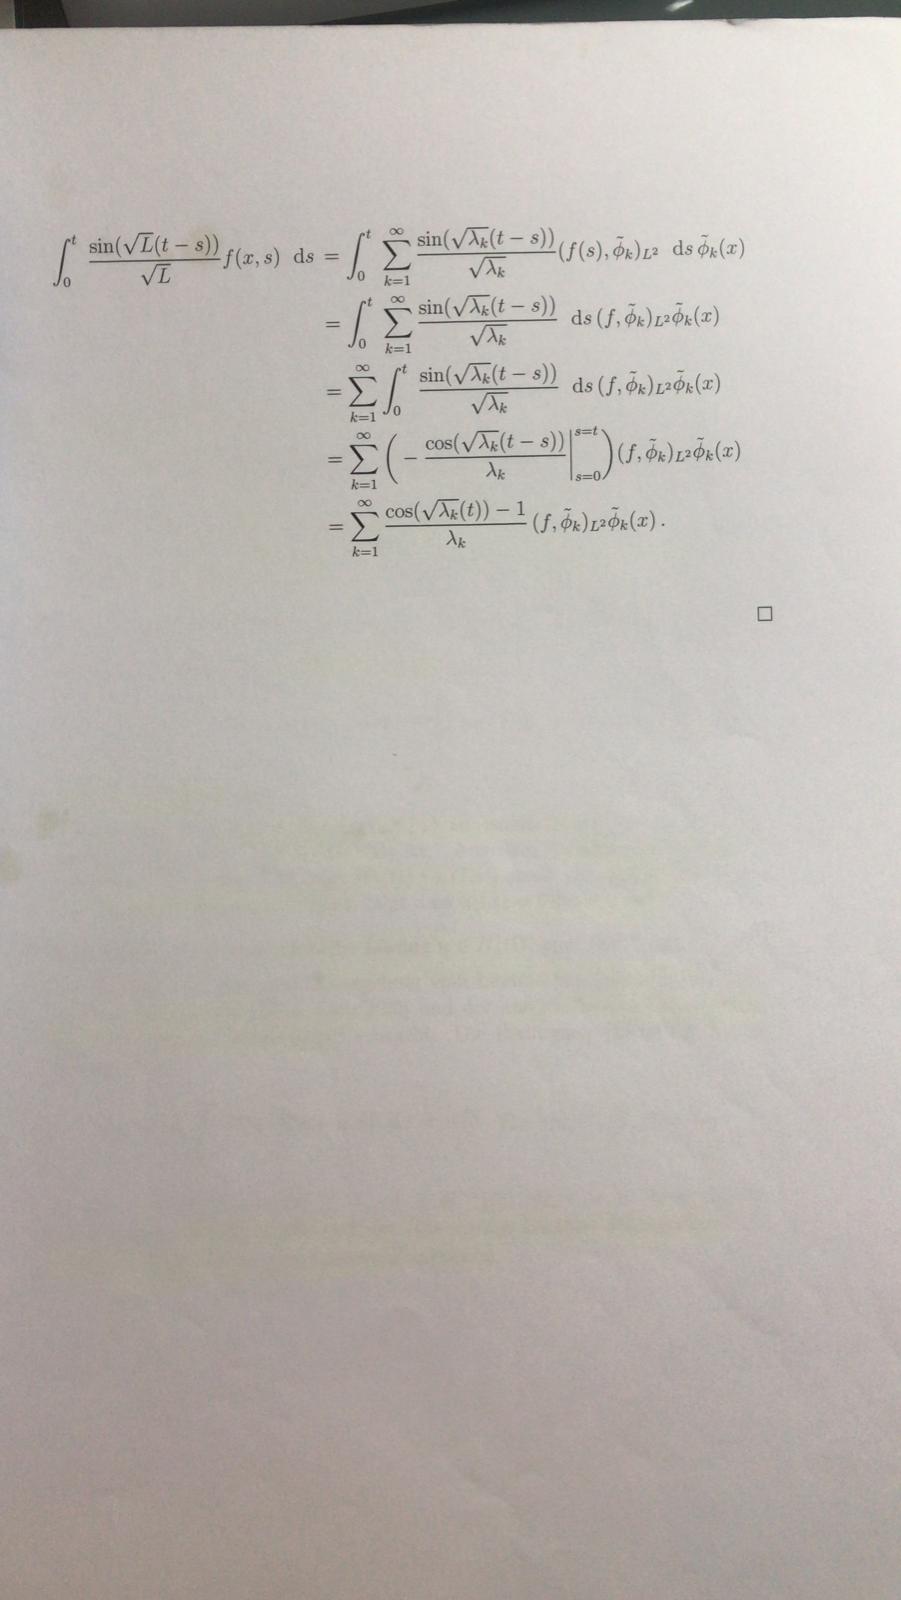 \int_0^t \frac{\sin(\sqrt{L}(t-s))}{\sqrt{L}} f(x,s) \ ds = \int_0^t \sum_{k=1}^{\infty} \frac{\sin(\sqrt{\lambda_k}(t-s))}{\sqrt{\lambda_k}} (f(s), \tilde{\phi}_k)_{L^2} \ ds \, \tilde{\phi}_k(x)
= \int_0^t \sum_{k=1}^{\infty} \frac{\sin(\sqrt{\lambda_k}(t-s))}{\sqrt{\lambda_k}} \ ds \, (f, \tilde{\phi}_k)_{L^2} \tilde{\phi}_k(x)
= \sum_{k=1}^{\infty} \int_0^t \frac{\sin(\sqrt{\lambda_k}(t-s))}{\sqrt{\lambda_k}} \ ds \, (f, \tilde{\phi}_k)_{L^2} \tilde{\phi}_k(x)
= \sum_{k=1}^{\infty} \left( - \frac{\cos(\sqrt{\lambda_k}(t-s))}{\lambda_k} \Big|_{s=0}^{s=t} \right) (f, \tilde{\phi}_k)_{L^2} \tilde{\phi}_k(x)
= \sum_{k=1}^{\infty} \frac{\cos(\sqrt{\lambda_k}(t)) - 1}{\lambda_k} (f, \tilde{\phi}_k)_{L^2} \tilde{\phi}_k(x) .
□